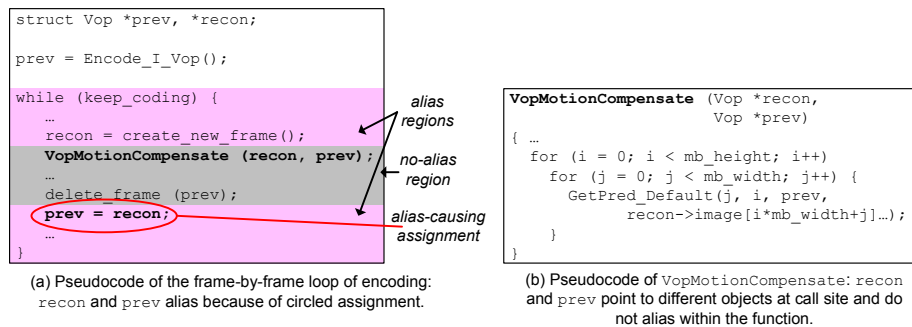 struct Vop *prev, *recon;
prev = Encode_I_Vop();
while (keep_coding) {
…
recon = create_new_frame();
VopMotionCompensate (recon, prev);
…
delete_frame (prev);
prev = recon;
…
}
alias
regions
no-alias
region
alias-causing
assignment
(a) Pseudocode of the frame-by-frame loop of encoding:
recon and prev alias because of circled assignment.
VopMotionCompensate (Vop *recon,
Vop *prev)
{ …
for (i = 0; i < mb_height; i++)
for (j = 0; j < mb_width; j++) {
GetPred_Default(j, i, prev,
recon->image[i*mb_width+j]…);
}
}
(b) Pseudocode of VopMotionCompensate: recon
and prev point to different objects at call site and do
not alias within the function.